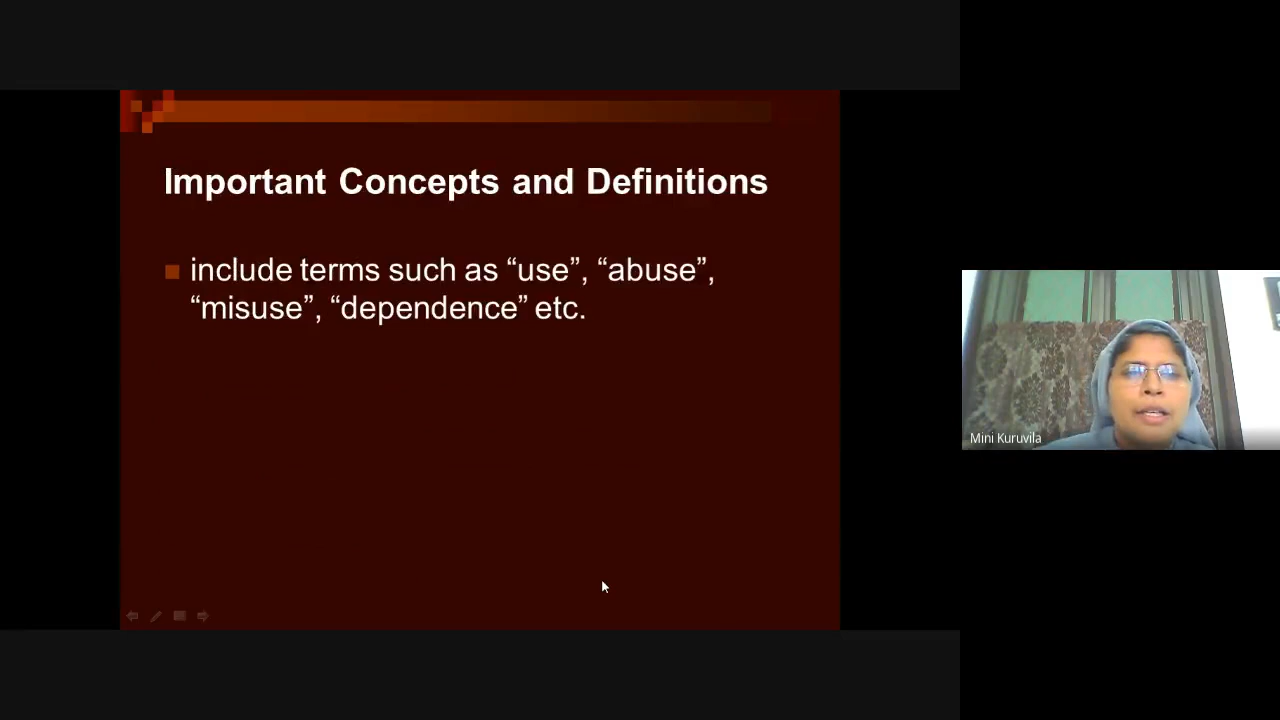 Important Concepts and Definitions
include terms such as “use”, “abuse”,
“misuse”, “dependence” etc.
Mini Kuruvila